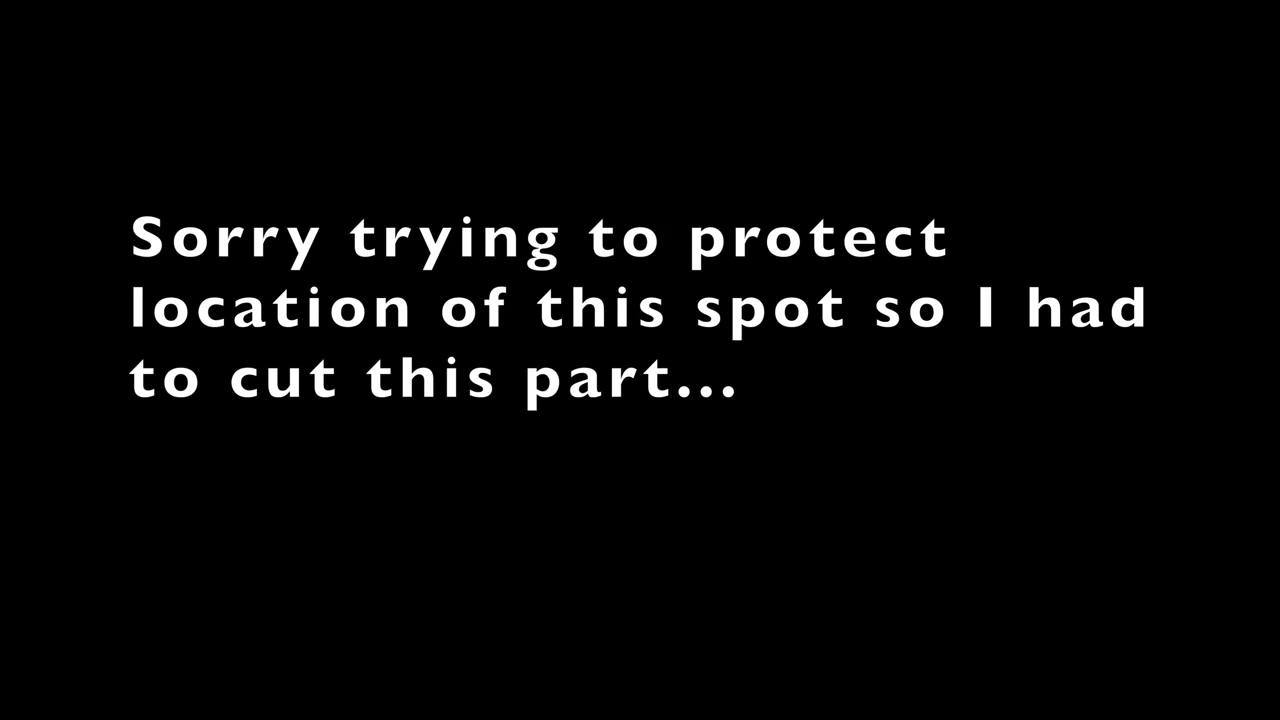 Sorry trying to protect
location of this spot so I had
to cut this part...